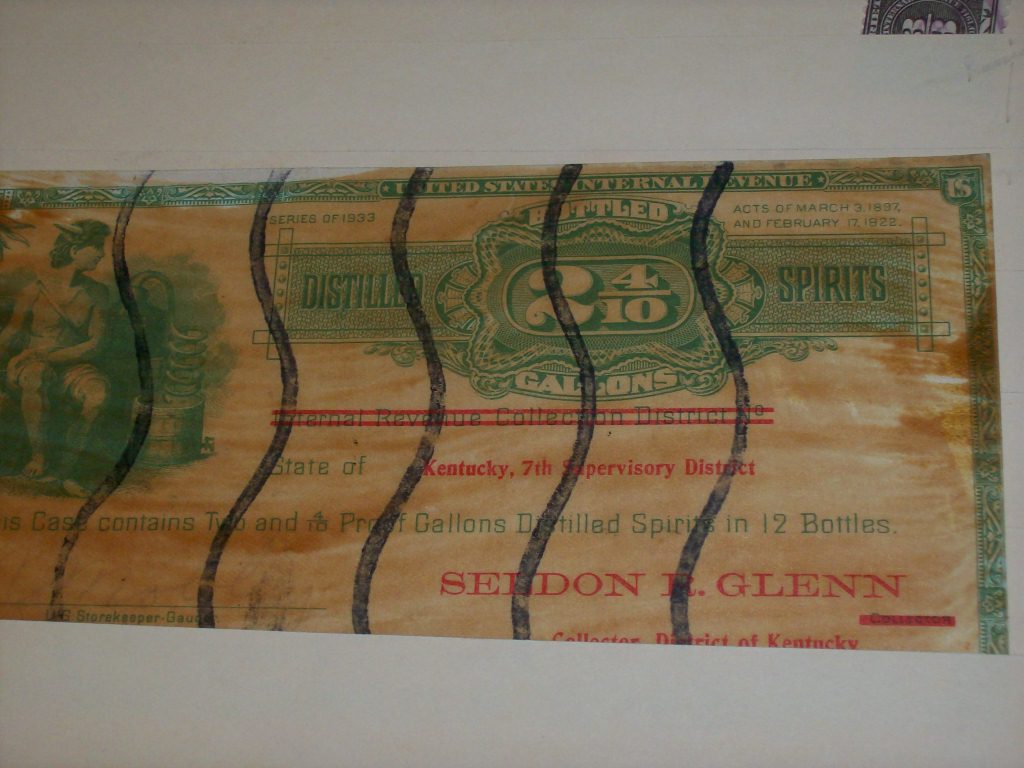 UNITED STATES INTERNAL REVENUE
US
SERIES OF 1933
BOTTLED
ACTS OF MARCH 3, 1897,
AND FEBRUARY 17, 1922.
DISTILLED
2 4/10
SPIRITS
GALLONS
Internal Revenue Collection District No
State of Kentucky, 7th Supervisory District
is Case contains Two and 4/10 Proof Gallons Distilled Spirits in 12 Bottles.
SELDON R. GLENN
U.S. Storekeeper-Gaug
COLLECTOR
Collector, District of Kentucky